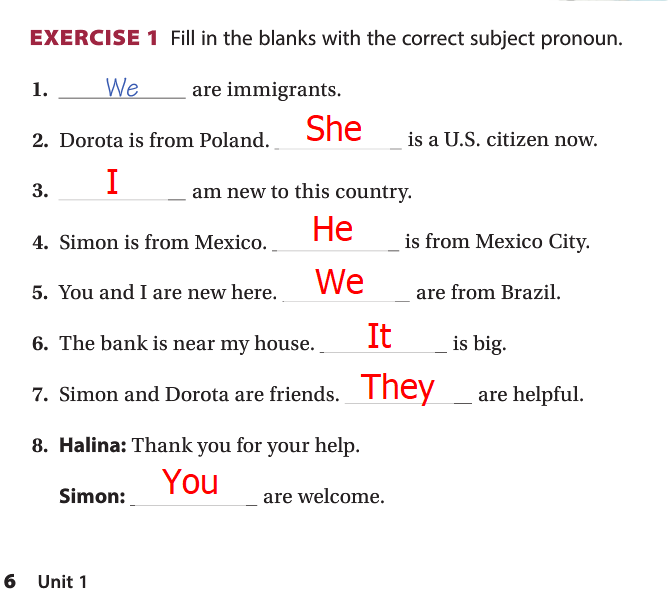 EXERCISE 1 Fill in the blanks with the correct subject pronoun.
1. We are immigrants.
2. Dorota is from Poland. She is a U.S. citizen now.
3. I am new to this country.
4. Simon is from Mexico. He is from Mexico City.
5. You and I are new here. We are from Brazil.
6. The bank is near my house. It is big.
7. Simon and Dorota are friends. They are helpful.
8. Halina: Thank you for your help.
Simon: You are welcome.
6 Unit 1